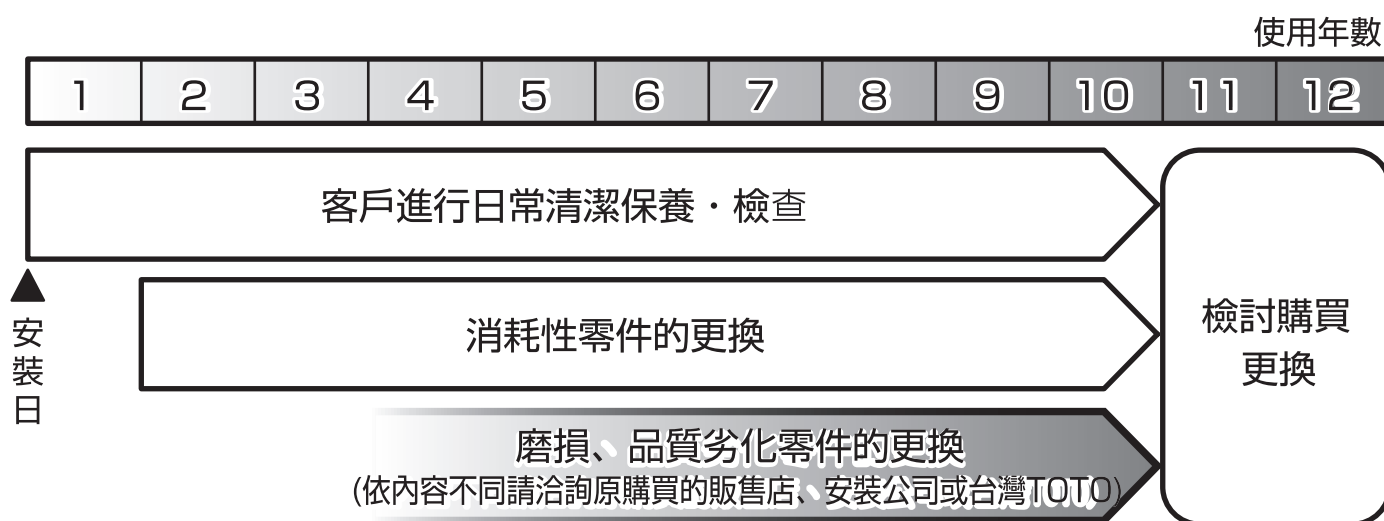 使用年數
1 2 3 4 5 6 7 8 9 10 11 12
客戶進行日常清潔保養・檢查
安裝日
消耗性零件的更換
磨損、品質劣化零件的更換
(依內容不同請洽詢原購買的販售店、安裝公司或台灣TOTO)
檢討購買
更換